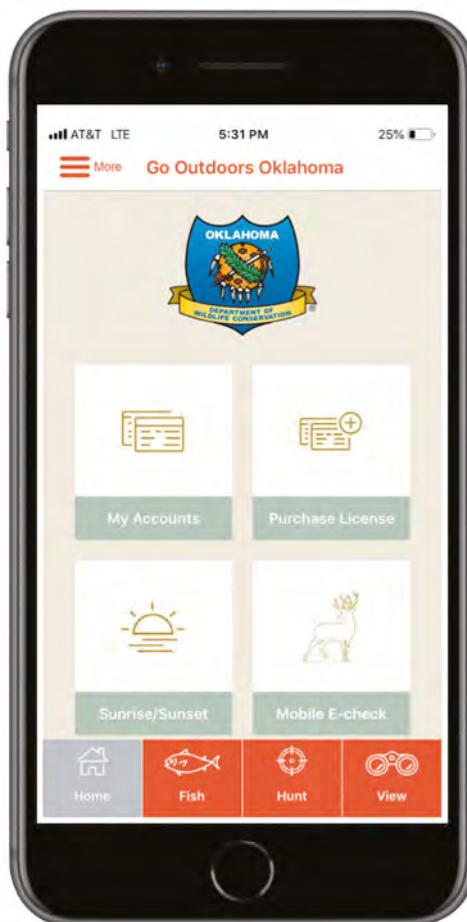 AT&T LTE 5:31 PM 25%
More Go Outdoors Oklahoma
OKLAHOMA
DEPARTMENT OF
WILDLIFE CONSERVATION ®
My Accounts Purchase License
Sunrise/Sunset Mobile E-check
Home Fish Hunt View